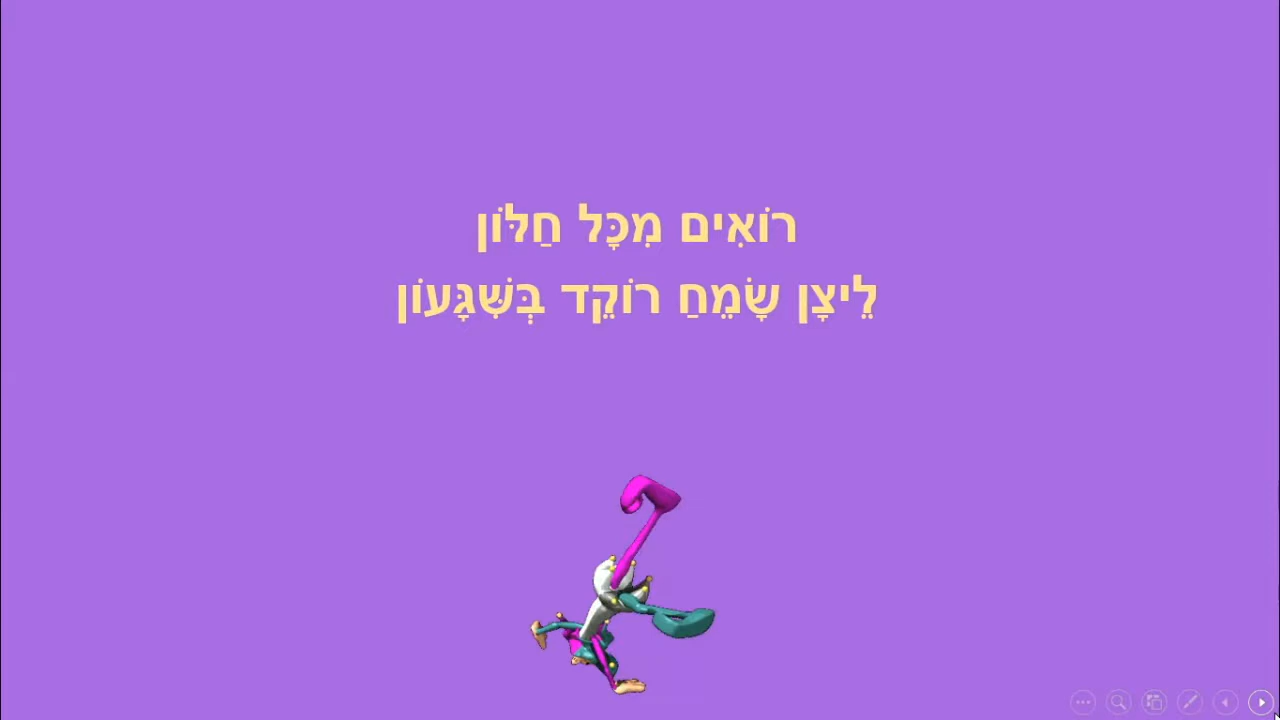 רוֹאִים מִכָּל חַלּוֹן
לֵיצָן שָׂמֵחַ רוֹקֵד בְּשִׁגָּעוֹן